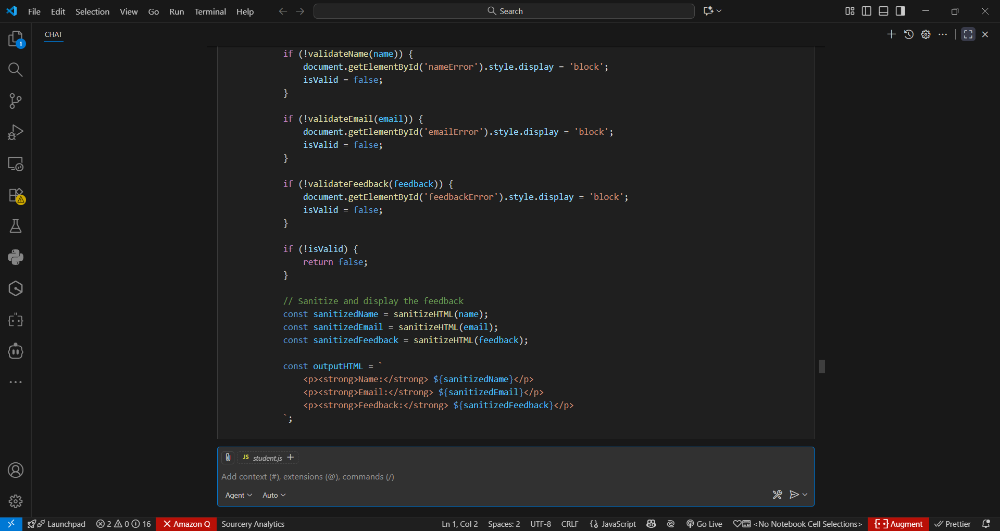 File Edit Selection View Go Run Terminal Help
Search
CHAT
1
if (!validateName(name)) {
document.getElementById('nameError').style.display = 'block';
isValid = false;
}
if (!validateEmail(email)) {
document.getElementById('emailError').style.display = 'block';
isValid = false;
}
if (!validateFeedback(feedback)) {
document.getElementById('feedbackError').style.display = 'block';
isValid = false;
}
if (!isValid) {
return false;
}
// Sanitize and display the feedback
const sanitizedName = sanitizeHTML(name);
const sanitizedEmail = sanitizeHTML(email);
const sanitizedFeedback = sanitizeHTML(feedback);
const outputHTML = `
<p><strong>Name:</strong> ${sanitizedName}</p>
<p><strong>Email:</strong> ${sanitizedEmail}</p>
<p><strong>Feedback:</strong> ${sanitizedFeedback}</p>
`;
JS student.js +
Add context (#), extensions (@), commands (/)
Agent Auto
Launchpad 2 0 16 Amazon Q Sourcery Analytics Ln 1, Col 2 Spaces: 2 UTF-8 CRLF {} JavaScript Go Live <No Notebook Cell Selections> Augment Prettier